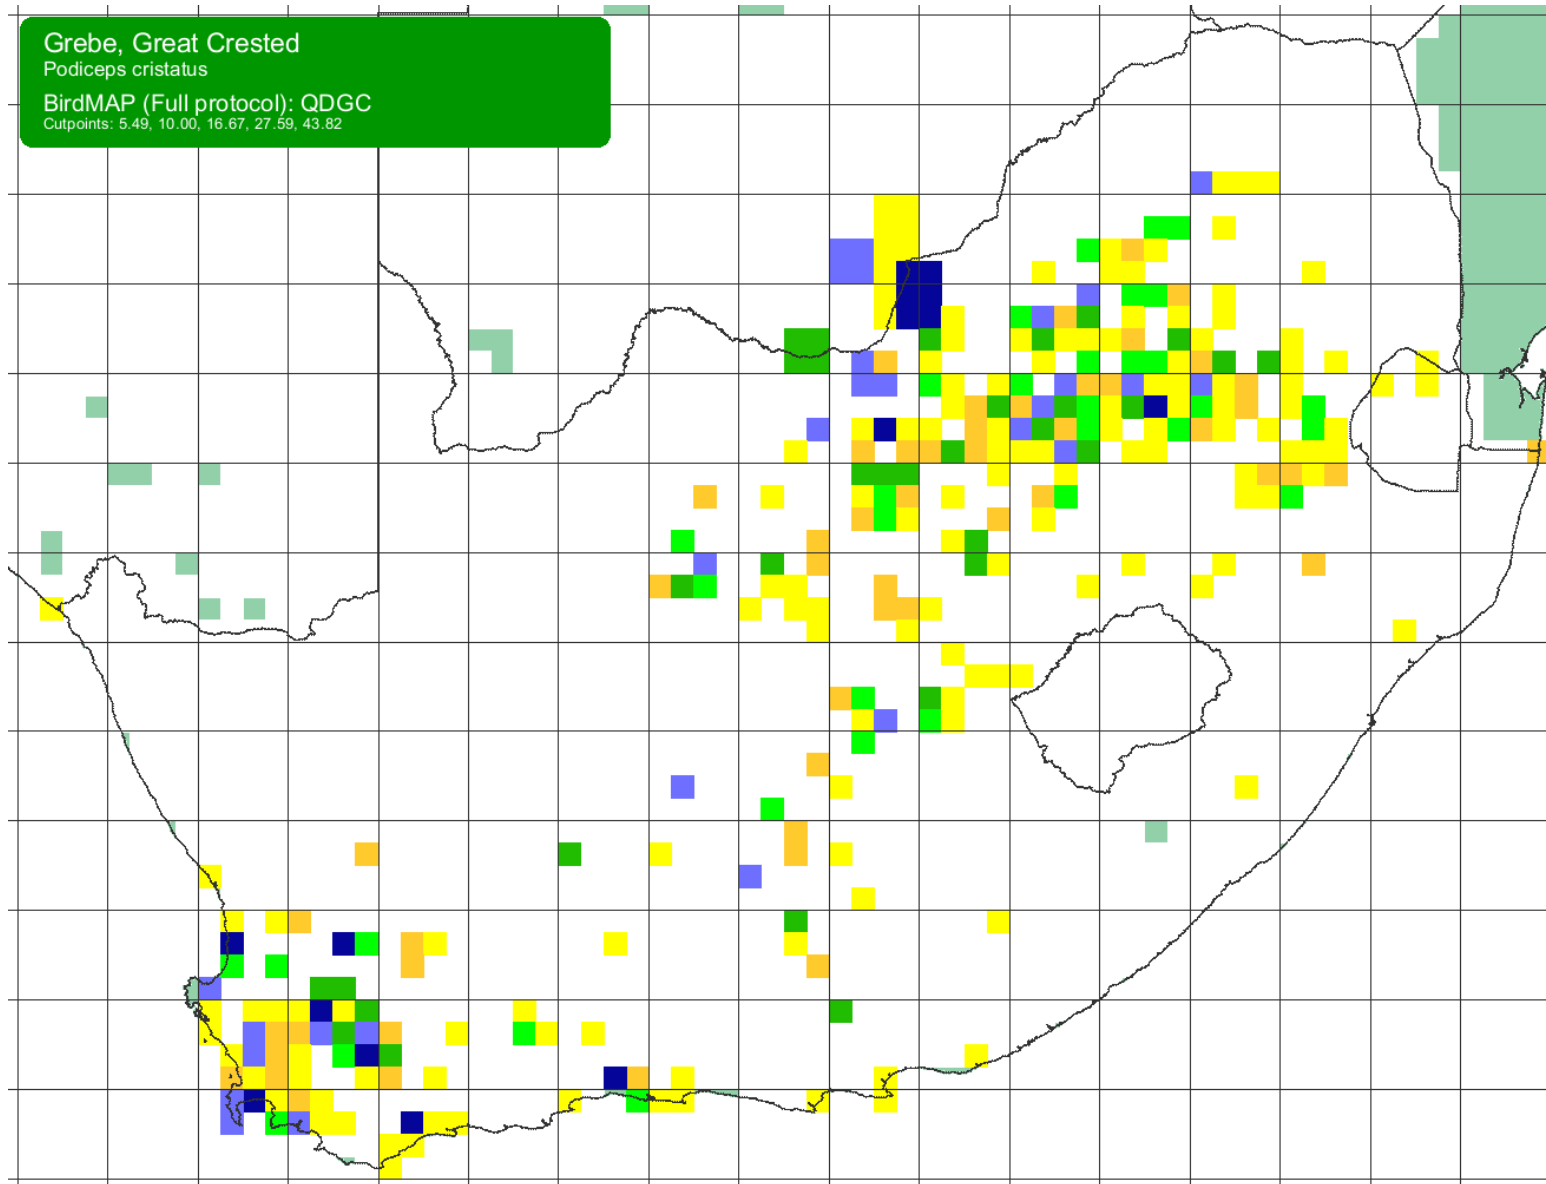 Grebe, Great Crested
Podiceps cristatus
BirdMAP (Full protocol): QDGC
Cutpoints: 5.49, 10.00, 16.67, 27.59, 43.82